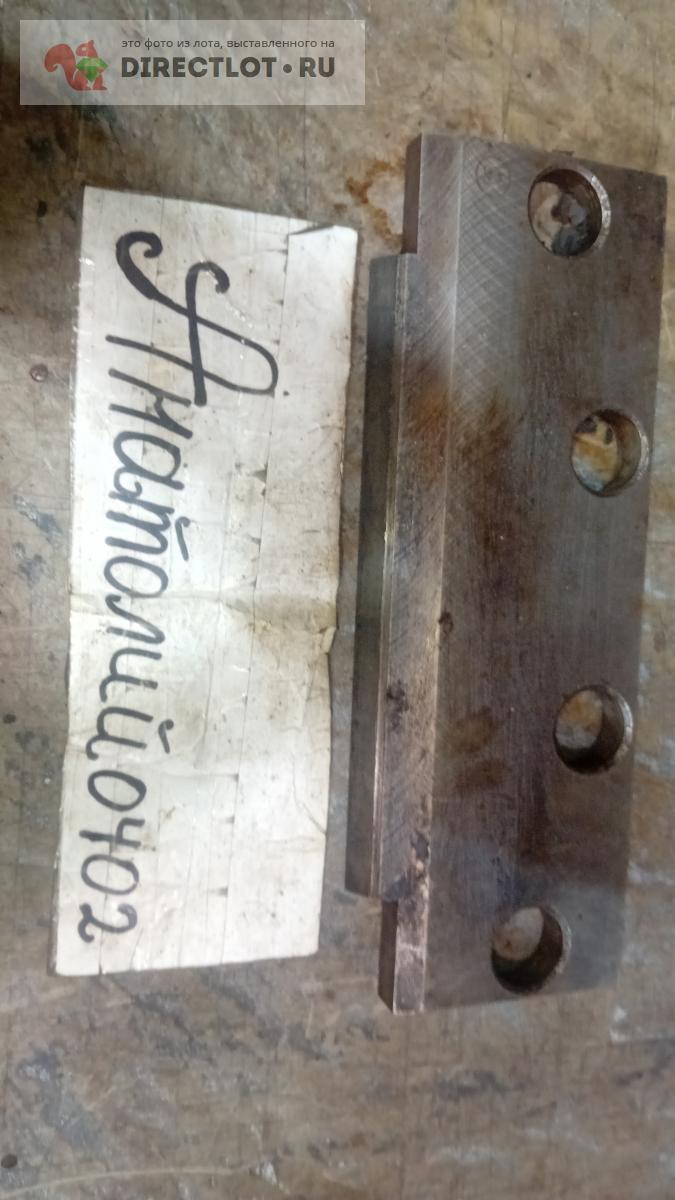 это фото из лота, выставленного на
DIRECTLOT•RU
Анатолий0402